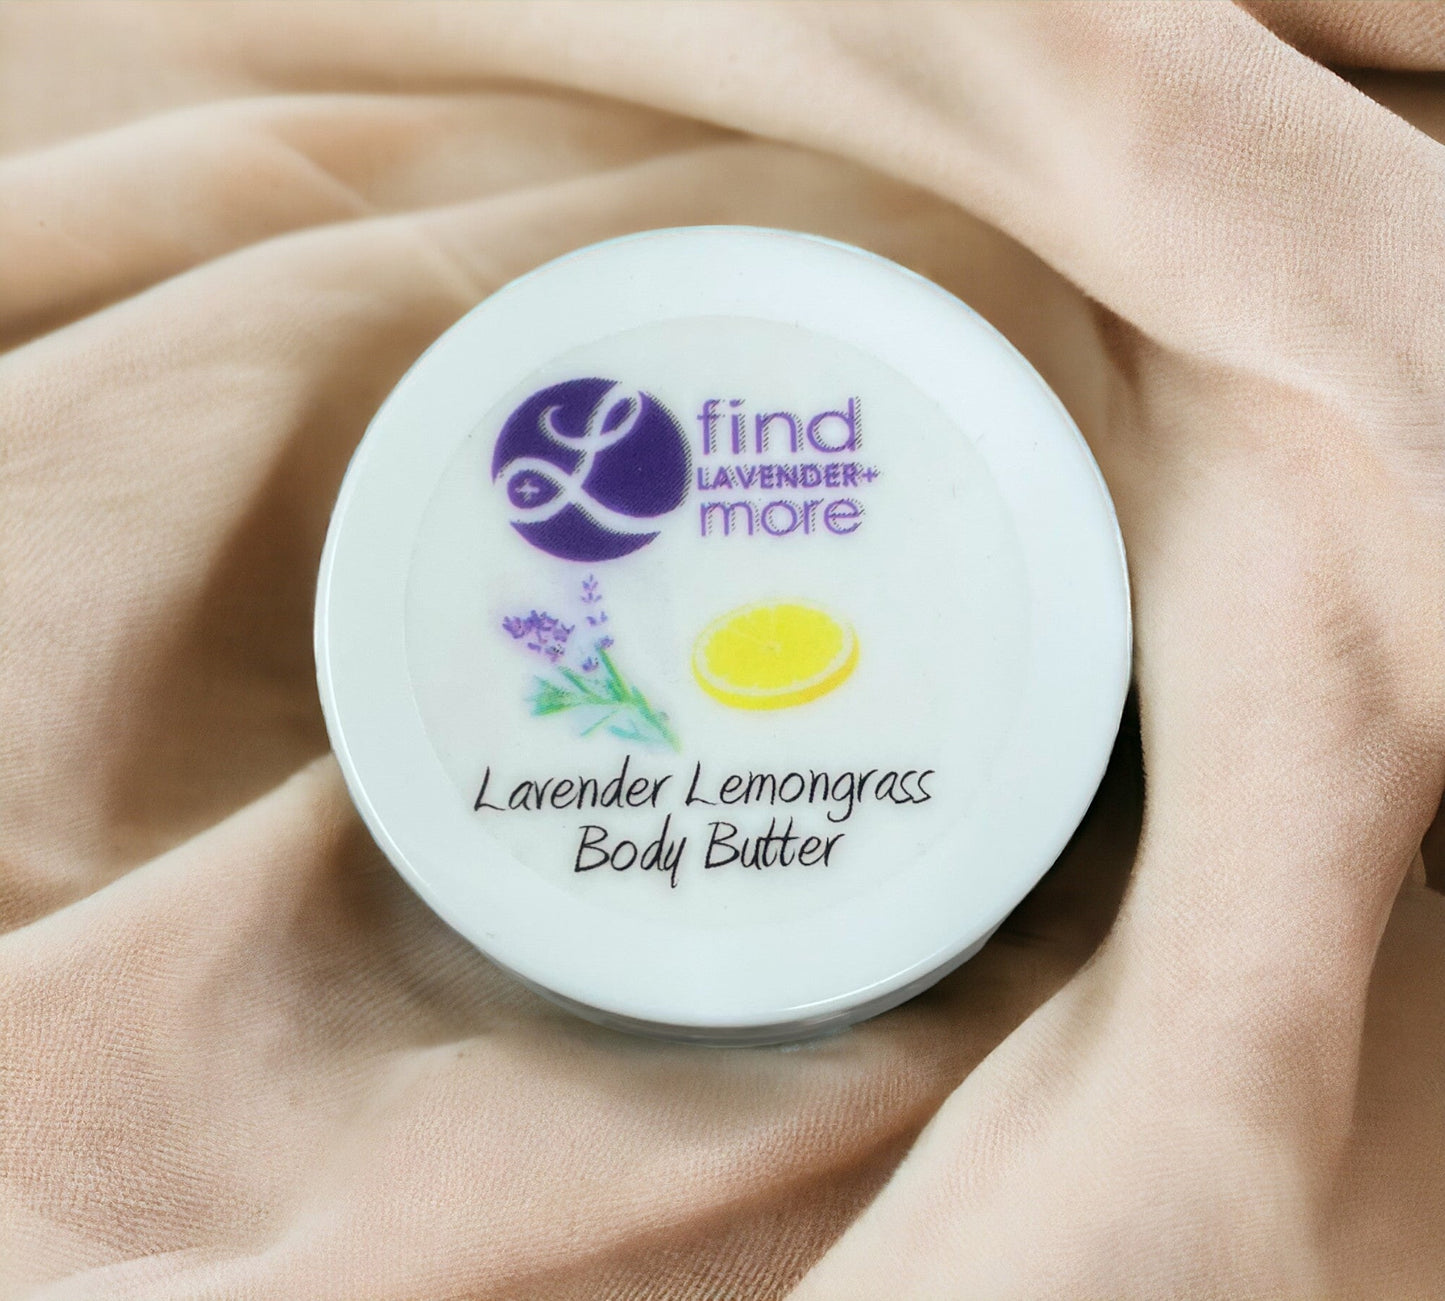 find
LAVENDER+
more
Lavender Lemongrass
Body Butter